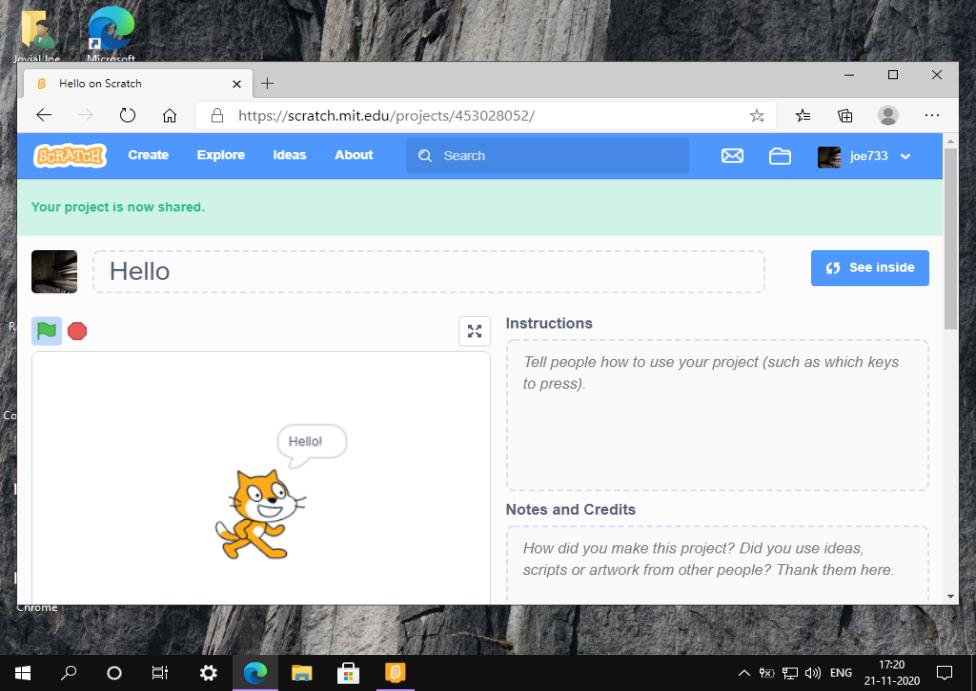 Jovial Joe
Microsoft
Hello on Scratch
https://scratch.mit.edu/projects/453028052/
SCRATCH
Create
Explore
Ideas
About
Search
joe733
Your project is now shared.
Hello
See inside
Instructions
Tell people how to use your project (such as which keys
to press).
Hello!
Notes and Credits
How did you make this project? Did you use ideas,
scripts or artwork from other people? Thank them here.
Chrome
ENG
17:20
21-11-2020